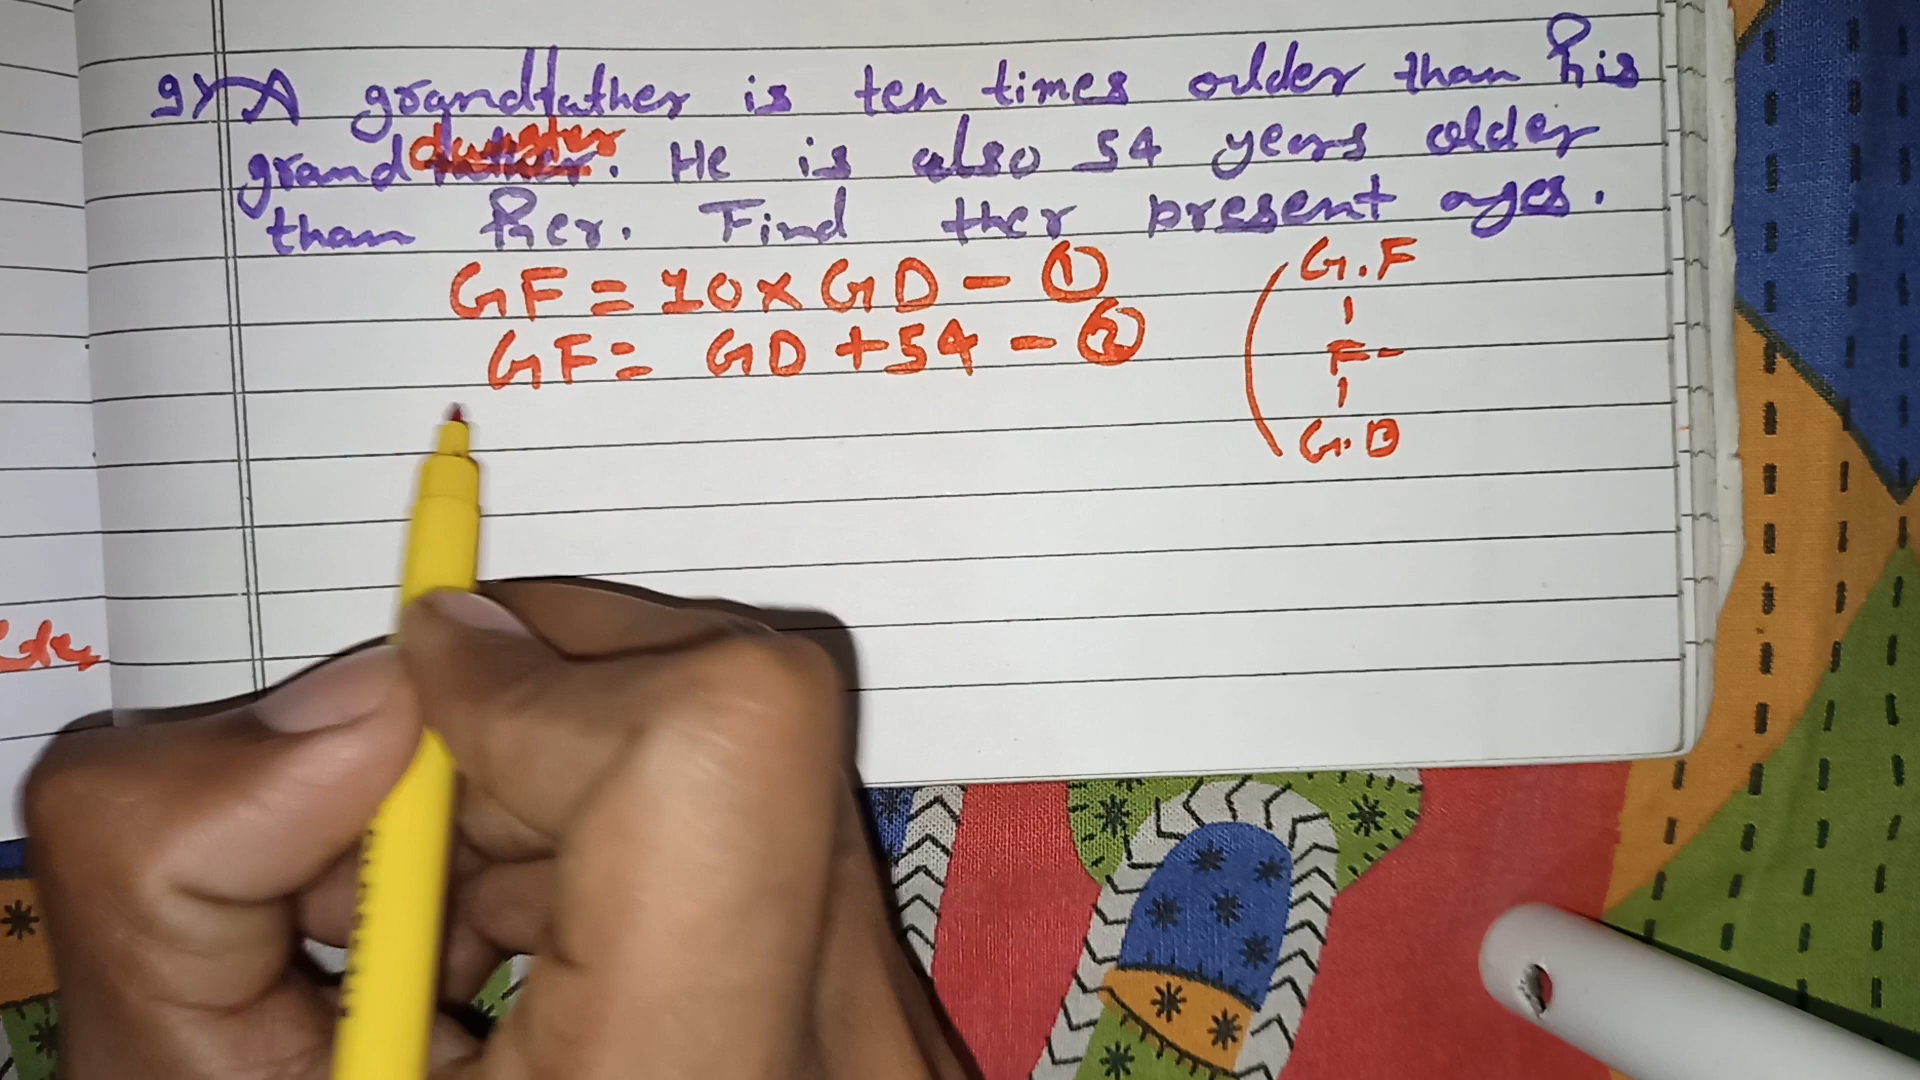 9) A grandfather is ten times older than his
granddaughter. He is also 54 years older
than her. Find ther present ages.
GF = 10 x GD - ①
GF = GD + 54 - ②
G.F
F-
G.D